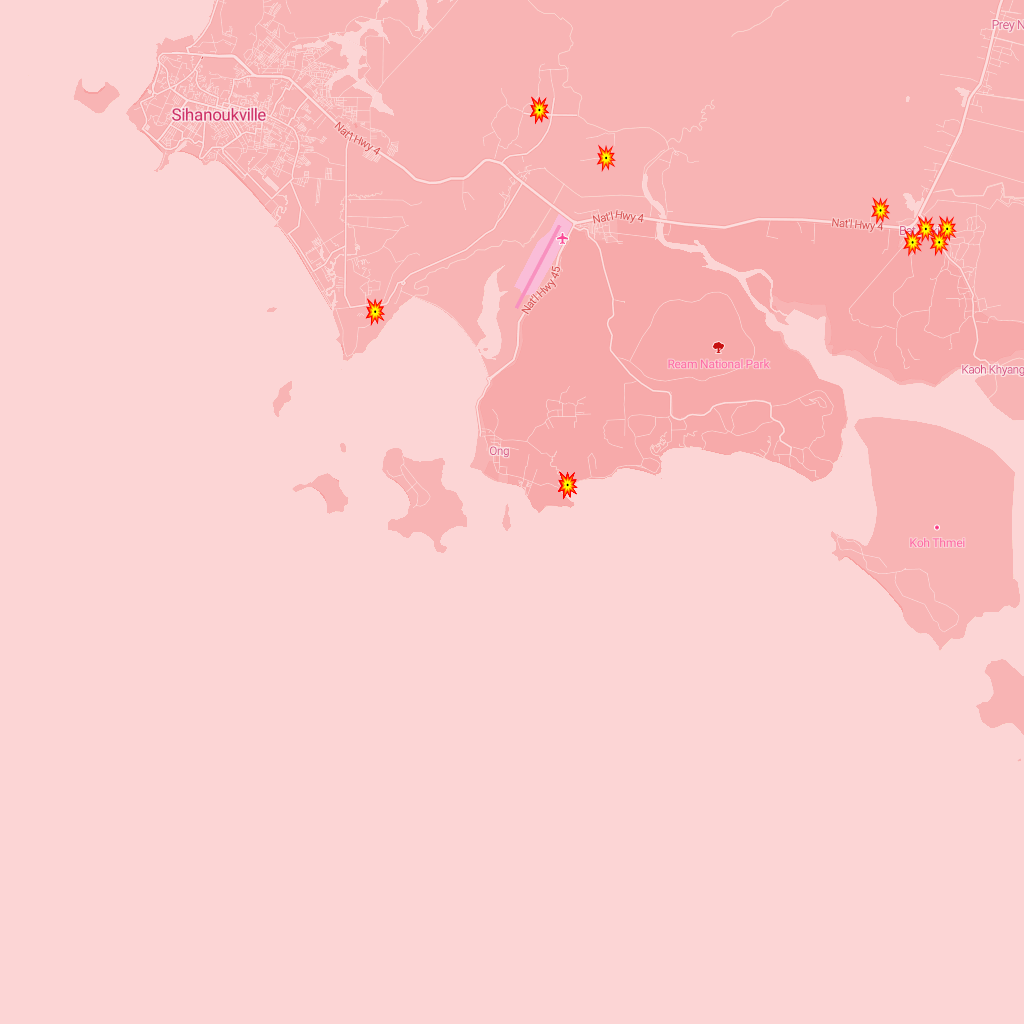 Prey N
Sihanoukville
Nat'l Hwy 4
Nat'l Hwy 4
Nat'l Hwy 4
Nat'l Hwy 45
Ream National Park
Kaoh Khyang
Ong
Koh Thmei